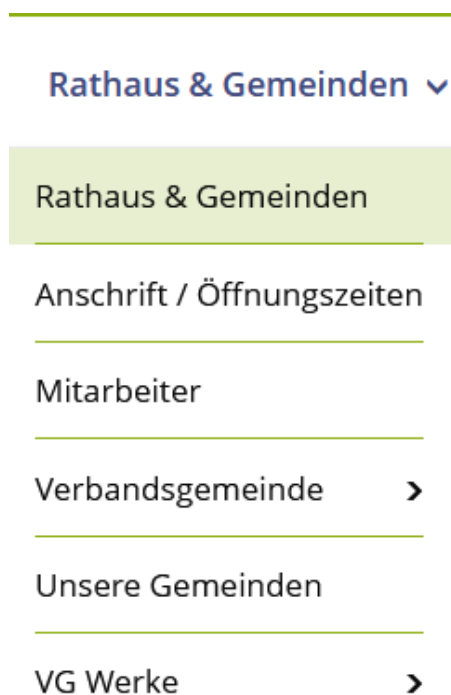 Rathaus & Gemeinden
Rathaus & Gemeinden
Anschrift / Öffnungszeiten
Mitarbeiter
Verbandsgemeinde
Unsere Gemeinden
VG Werke